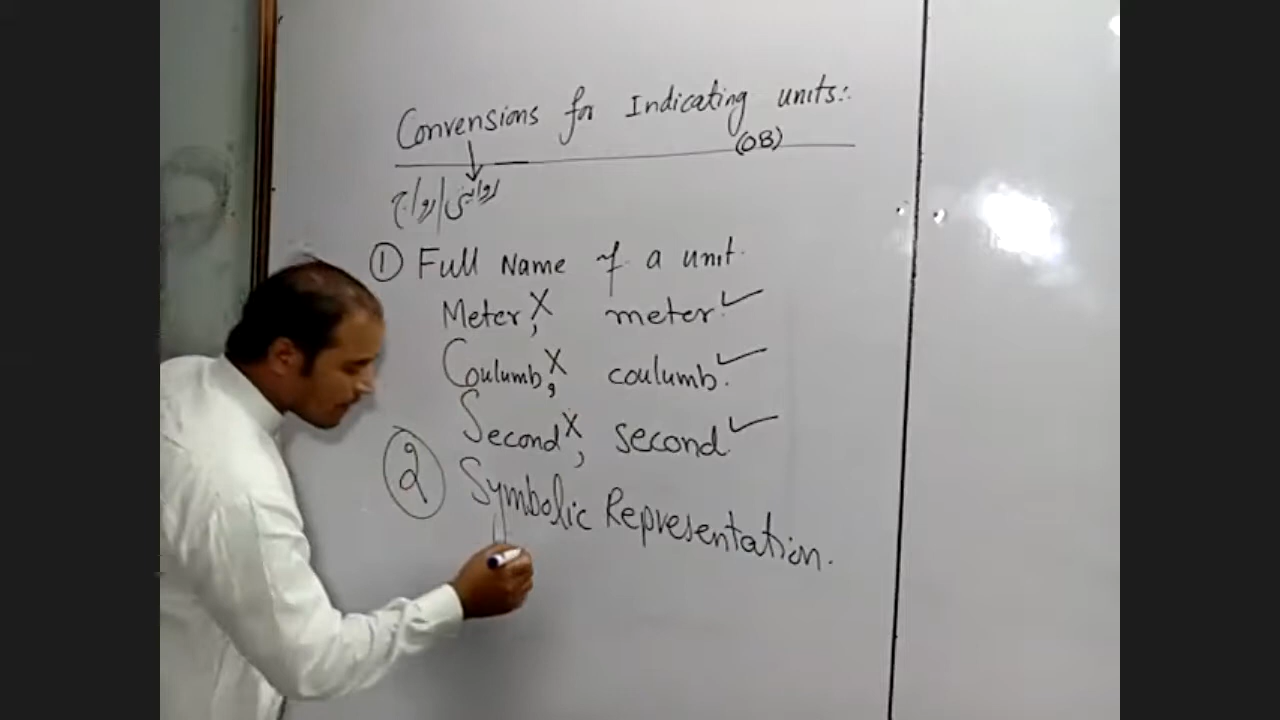 Convensions for Indicating units:.
(OB)
روایتی/رواج
① Full Name of a unit.
Meter, X meter. ✓
Coulumb, X coulumb. ✓
Second, X second. ✓
② Symbolic Representation.